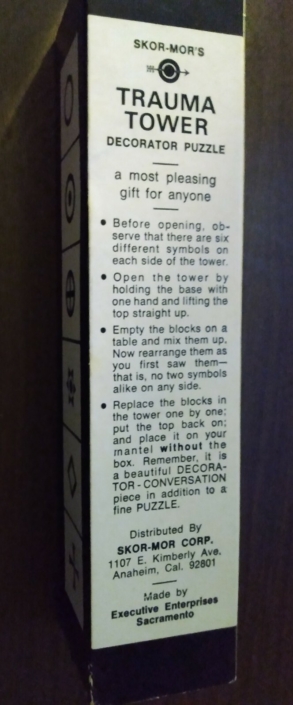 SKOR-MOR'S
TRAUMA
TOWER
DECORATOR PUZZLE
a most pleasing
gift for anyone
• Before opening, ob-
serve that there are six
different symbols on
each side of the tower.
• Open the tower by
holding the base with
one hand and lifting the
top straight up.
• Empty the blocks on a
table and mix them up.
Now rearrange them as
you first saw them—
that is, no two symbols
alike on any side.
• Replace the blocks in
the tower one by one;
put the top back on;
and place it on your
mantel without the
box. Remember, it is
a beautiful DECORA-
TOR-CONVERSATION
piece in addition to a
fine PUZZLE.
Distributed By
SKOR-MOR CORP.
1107 E. Kimberly Ave.
Anaheim, Cal. 92801
Made by
Executive Enterprises
Sacramento